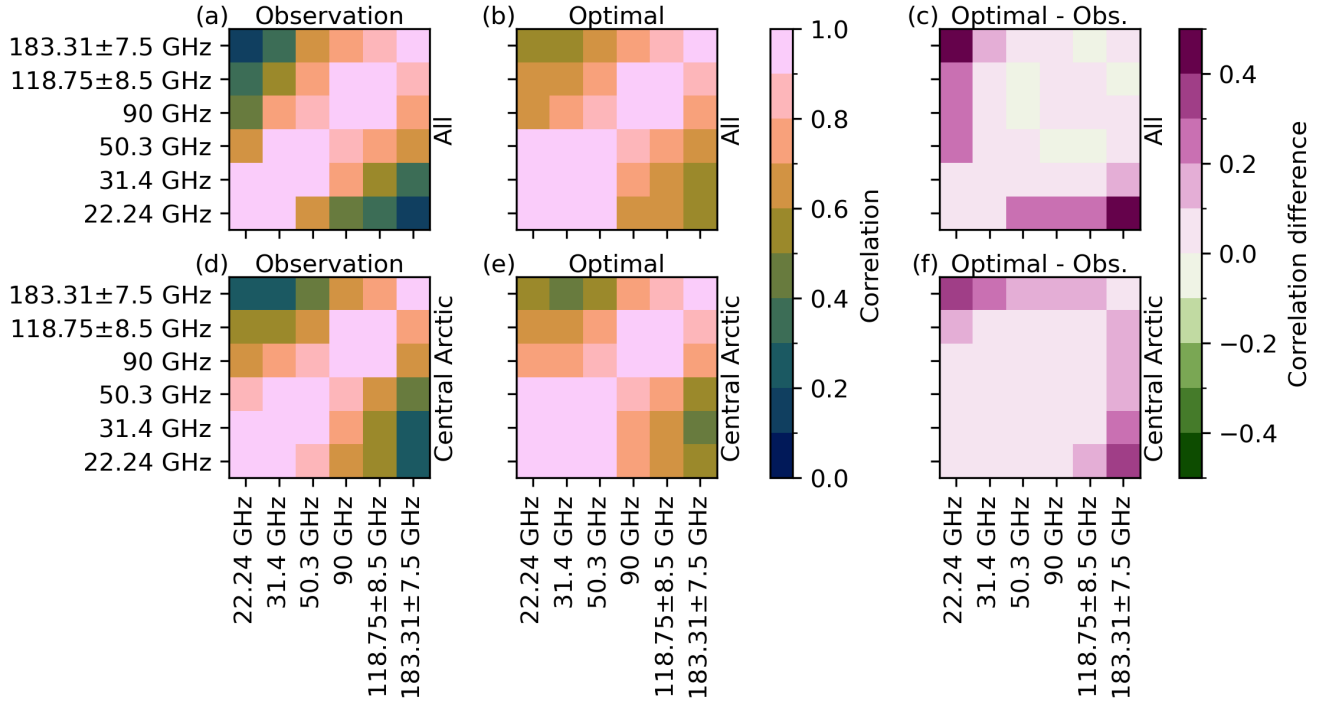 (a) Observation
(b) Optimal
(c) Optimal - Obs.
183.31±7.5 GHz
118.75±8.5 GHz
90 GHz
50.3 GHz
31.4 GHz
22.24 GHz
All
All
All
1.0
0.8
0.6
0.4
0.2
0.0
Correlation
0.4
0.2
0.0
−0.2
−0.4
Correlation difference
(d) Observation
(e) Optimal
(f) Optimal - Obs.
183.31±7.5 GHz
118.75±8.5 GHz
90 GHz
50.3 GHz
31.4 GHz
22.24 GHz
Central Arctic
Central Arctic
Central Arctic
22.24 GHz
31.4 GHz
50.3 GHz
90 GHz
118.75±8.5 GHz
183.31±7.5 GHz
22.24 GHz
31.4 GHz
50.3 GHz
90 GHz
118.75±8.5 GHz
183.31±7.5 GHz
22.24 GHz
31.4 GHz
50.3 GHz
90 GHz
118.75±8.5 GHz
183.31±7.5 GHz